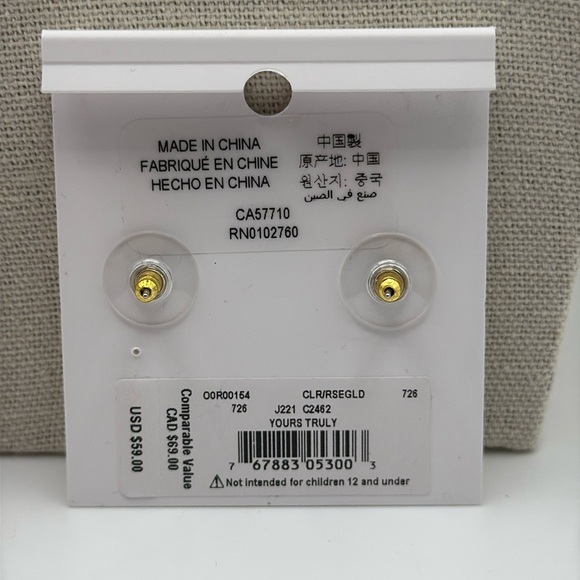 MADE IN CHINA
FABRIQUÉ EN CHINE
HECHO EN CHINA
中国製
原产地: 中国
원산지: 중국
صنع في الصين
CA57710
RN0102760
O0R00154 CLR/RSEGLD 726
726 J221 C2462
YOURS TRULY
7 67883 05300 3
⚠ Not intended for children 12 and under
Comparable Value
CAD $69.00
USD $59.00